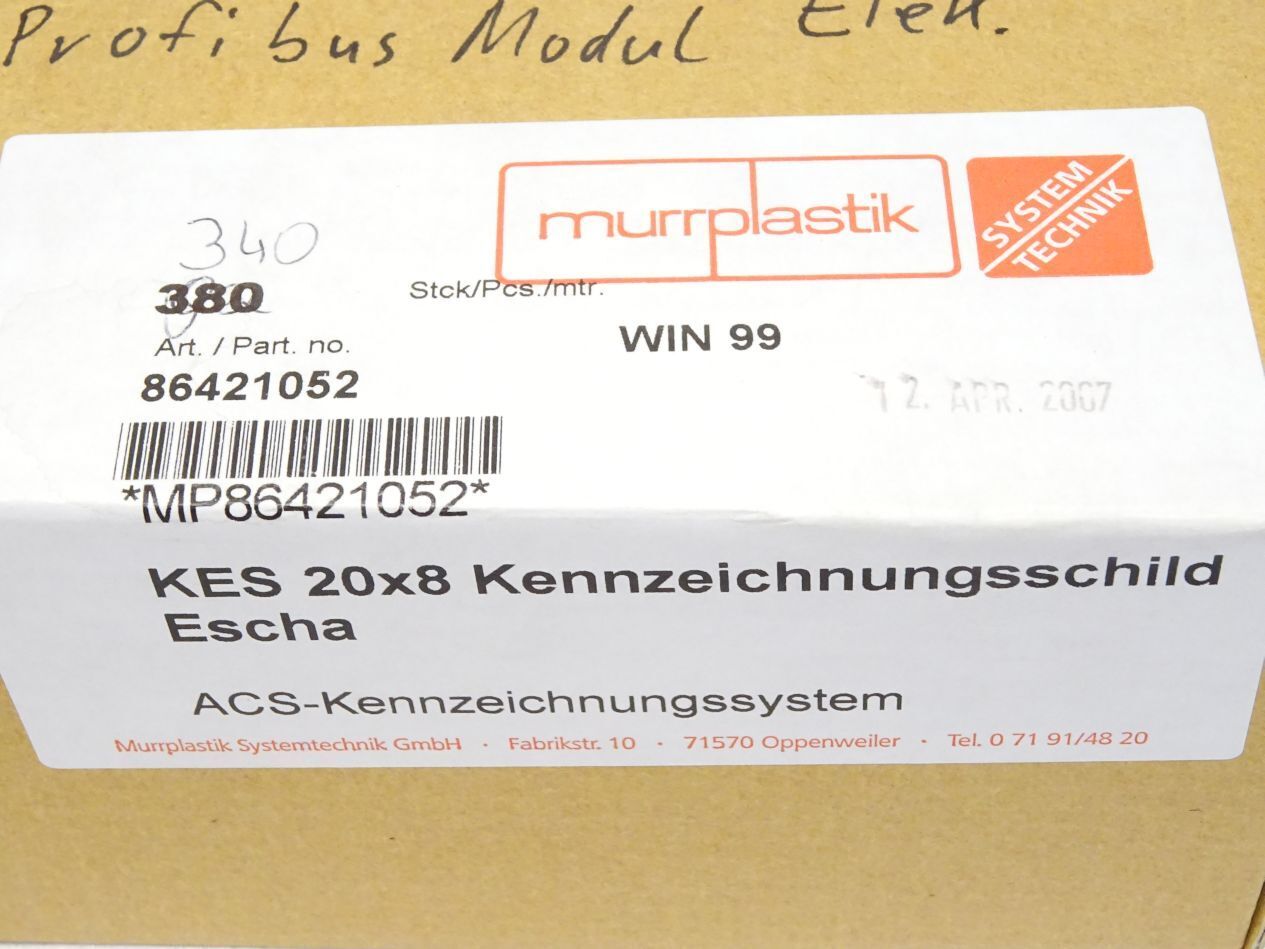 Profibus Modul Elek.
murrplastik
SYSTEM
TECHNIK
340
380
Stck/Pcs./mtr.
Art. / Part. no.
WIN 99
86421052
12. APR. 2007
*MP86421052*
KES 20x8 Kennzeichnungsschild
Escha
ACS-Kennzeichnungssystem
Murrplastik Systemtechnik GmbH · Fabrikstr. 10 · 71570 Oppenweiler · Tel. 0 71 91/48 20